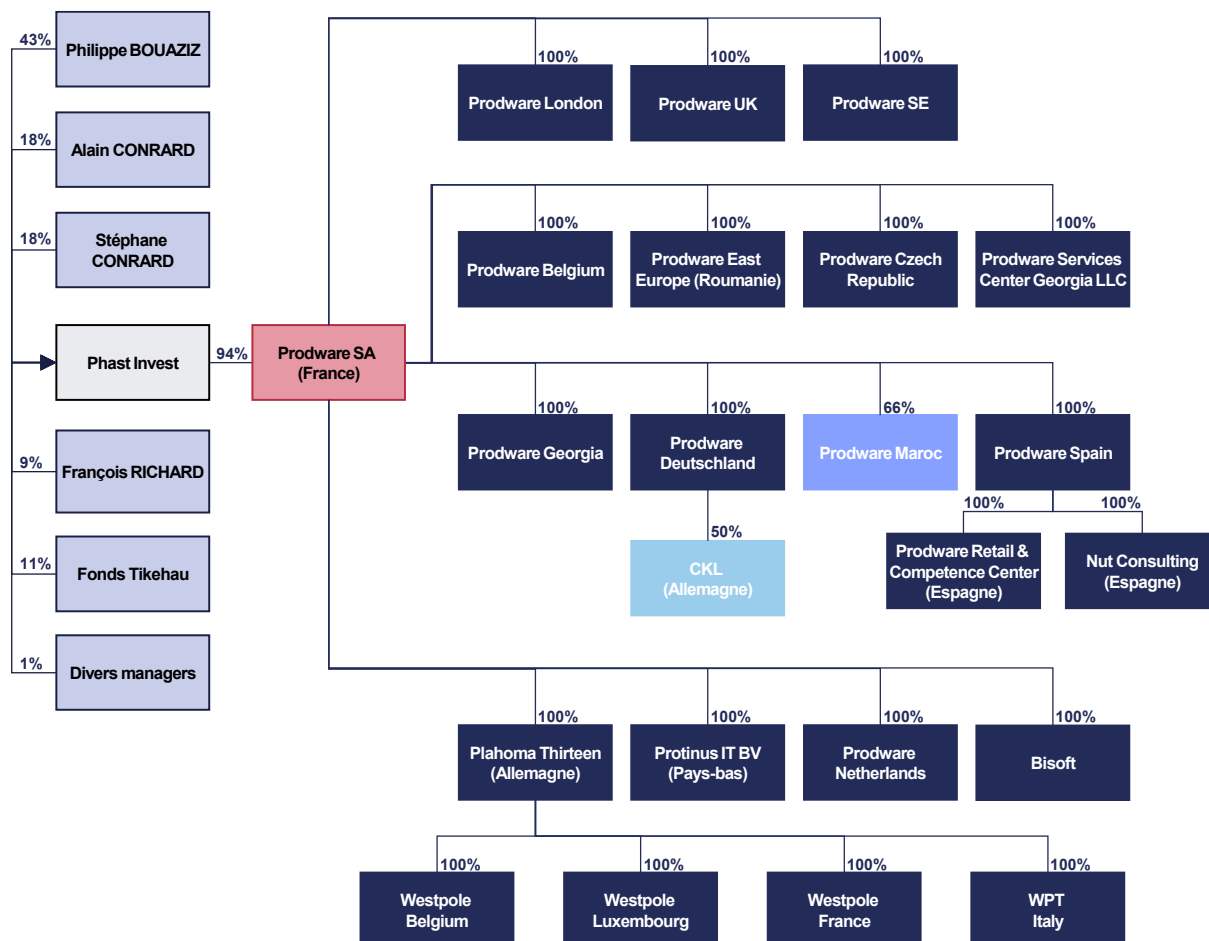 43%
Philippe BOUAZIZ
18%
Alain CONRARD
18%
Stéphane
CONRARD
Phast Invest
94%
Prodware SA
(France)
9%
François RICHARD
11%
Fonds Tikehau
1%
Divers managers
100%
Prodware London
100%
Prodware UK
100%
Prodware SE
100%
Prodware Belgium
100%
Prodware East
Europe (Roumanie)
100%
Prodware Czech
Republic
100%
Prodware Services
Center Georgia LLC
100%
Prodware Georgia
100%
Prodware
Deutschland
66%
Prodware Maroc
100%
Prodware Spain
50%
CKL
(Allemagne)
100%
Prodware Retail &
Competence Center
(Espagne)
100%
Nut Consulting
(Espagne)
100%
Plahoma Thirteen
(Allemagne)
100%
Protinus IT BV
(Pays-bas)
100%
Prodware
Netherlands
100%
Bisoft
100%
Westpole
Belgium
100%
Westpole
Luxembourg
100%
Westpole
France
100%
WPT
Italy